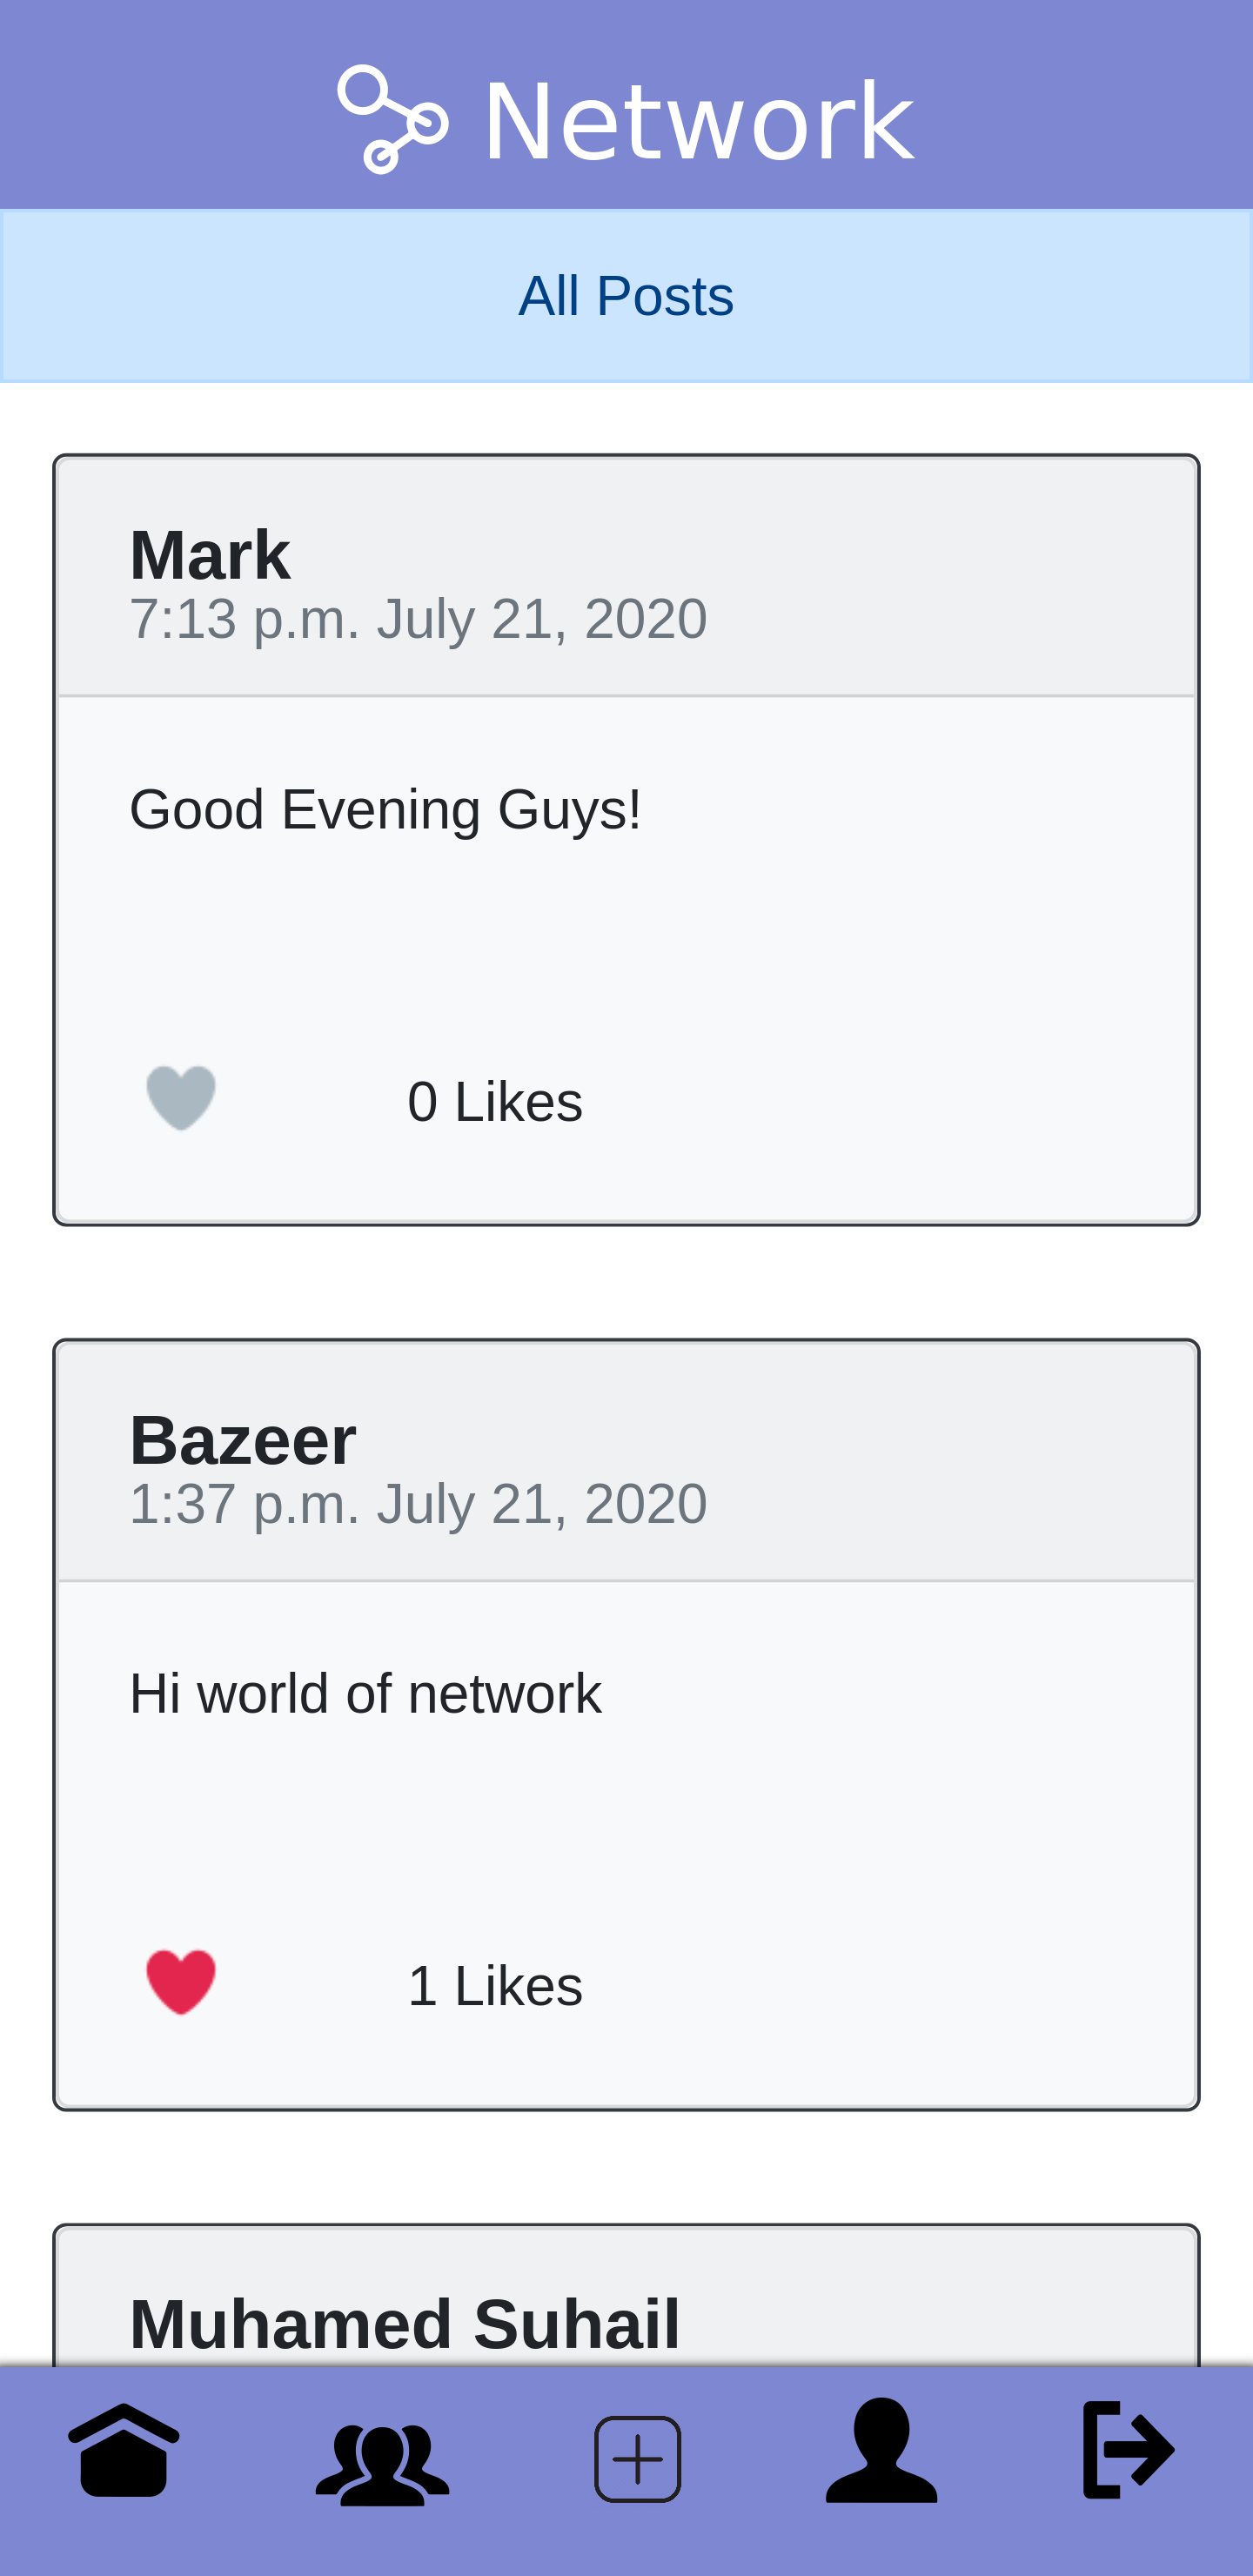 Network
All Posts
Mark
7:13 p.m. July 21, 2020
Good Evening Guys!
0 Likes
Bazeer
1:37 p.m. July 21, 2020
Hi world of network
1 Likes
Muhamed Suhail